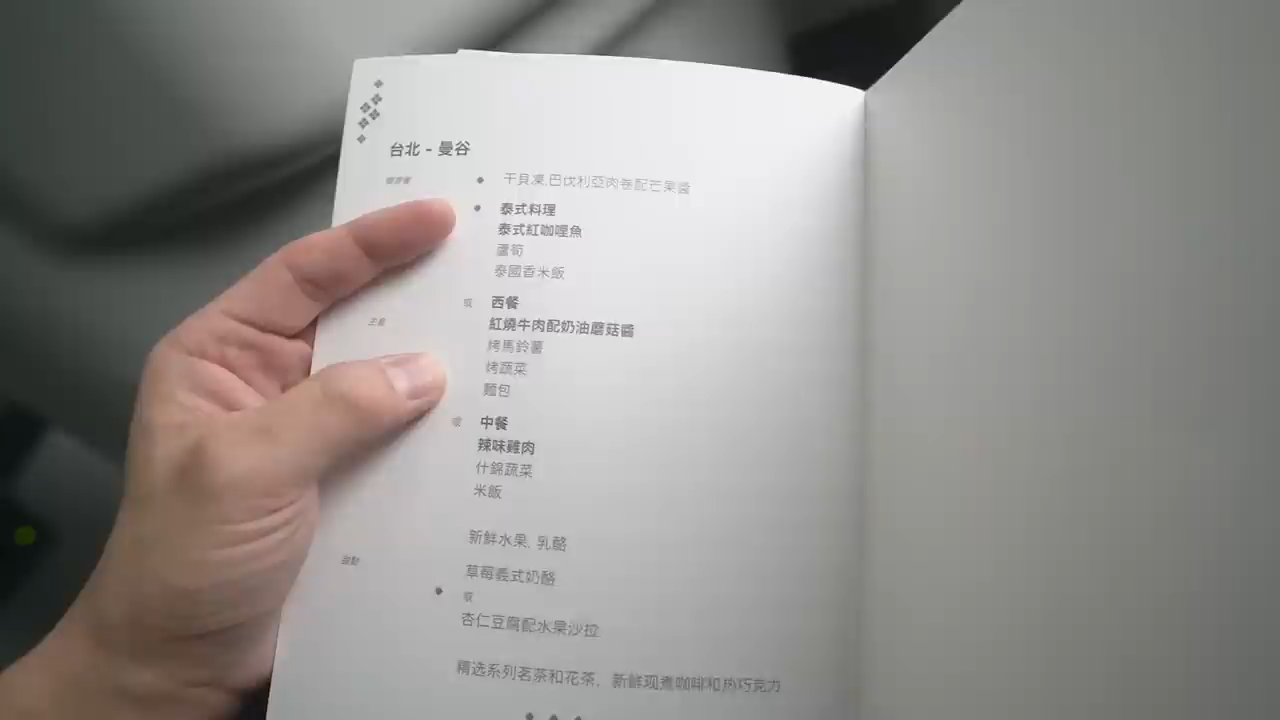 台北 - 曼谷
干貝凍,巴伐利亞肉卷配芒果醬
泰式料理
泰式紅咖哩魚
蘆筍
泰國香米飯
或 西餐
紅燒牛肉配奶油蘑菇醬
主餐
烤馬鈴薯
烤蔬菜
麵包
或 中餐
辣味雞肉
什錦蔬菜
米飯
新鮮水果, 乳酪
甜點
草莓義式奶酪
或
杏仁豆腐配水果沙拉
精选系列茗茶和花茶, 新鲜现煮咖啡和热巧克力